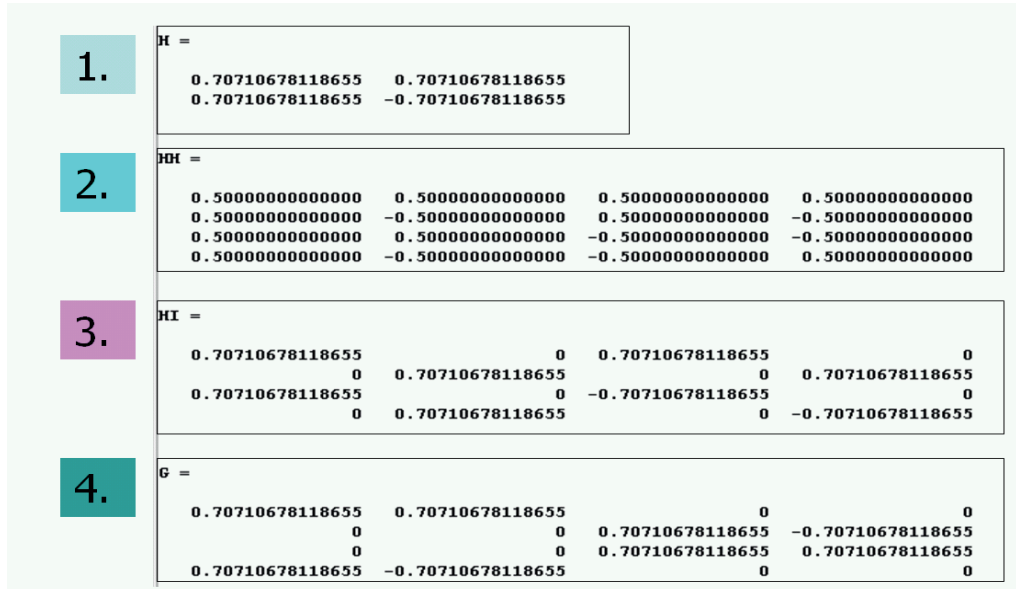 1.
H =
0.70710678118655 0.70710678118655
0.70710678118655 -0.70710678118655
2.
HH =
0.50000000000000 0.50000000000000 0.50000000000000 0.50000000000000
0.50000000000000 -0.50000000000000 0.50000000000000 -0.50000000000000
0.50000000000000 0.50000000000000 -0.50000000000000 -0.50000000000000
0.50000000000000 -0.50000000000000 -0.50000000000000 0.50000000000000
3.
HI =
0.70710678118655 0 0.70710678118655 0
0 0.70710678118655 0 0.70710678118655
0.70710678118655 0 -0.70710678118655 0
0 0.70710678118655 0 -0.70710678118655
4.
G =
0.70710678118655 0.70710678118655 0 0
0 0 0.70710678118655 -0.70710678118655
0 0 0.70710678118655 0.70710678118655
0.70710678118655 -0.70710678118655 0 0